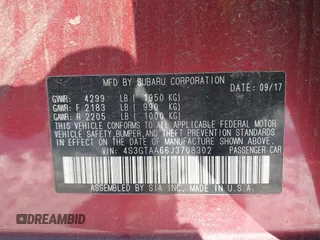 MFD BY SUBARU CORPORATION
09/17
GVWR: 4299 LB ( 1950 KG)
GAWR: F 2183 LB ( 990 KG)
GAWR: R 2205 LB ( 1000 KG)
THIS VEHICLE CONFORMS TO ALL APPLICABLE FEDERAL MOTOR
VEHICLE SAFETY, BUMPER, AND THEFT PREVENTION STANDARDS
IN EFFECT ON THE DATE OF MANUFACTURE SHOWN ABOVE.
VIN: 4S3GTAA66J3708302 PASSENGER CAR
ASSEMBLED BY SIA INC. MADE IN U.S.A.
DREAMBID